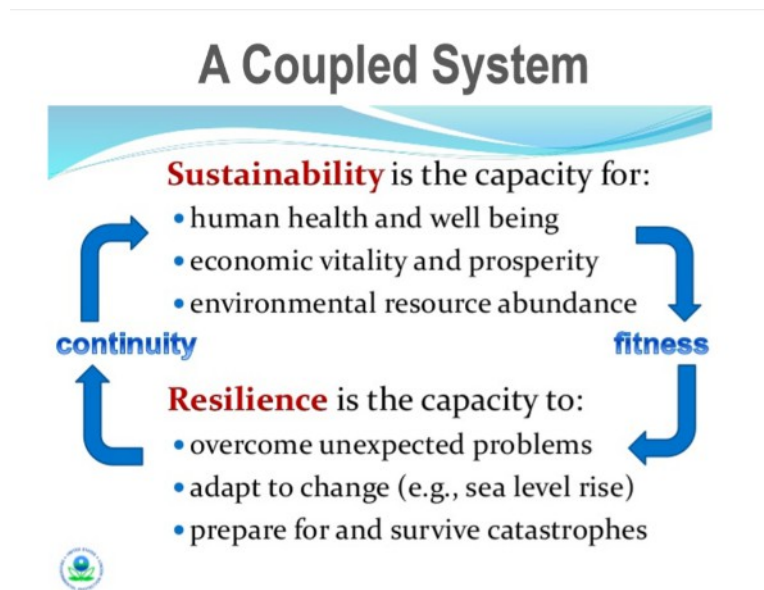 A Coupled System
Sustainability is the capacity for:
• human health and well being
• economic vitality and prosperity
• environmental resource abundance
continuity
fitness
Resilience is the capacity to:
• overcome unexpected problems
• adapt to change (e.g., sea level rise)
• prepare for and survive catastrophes